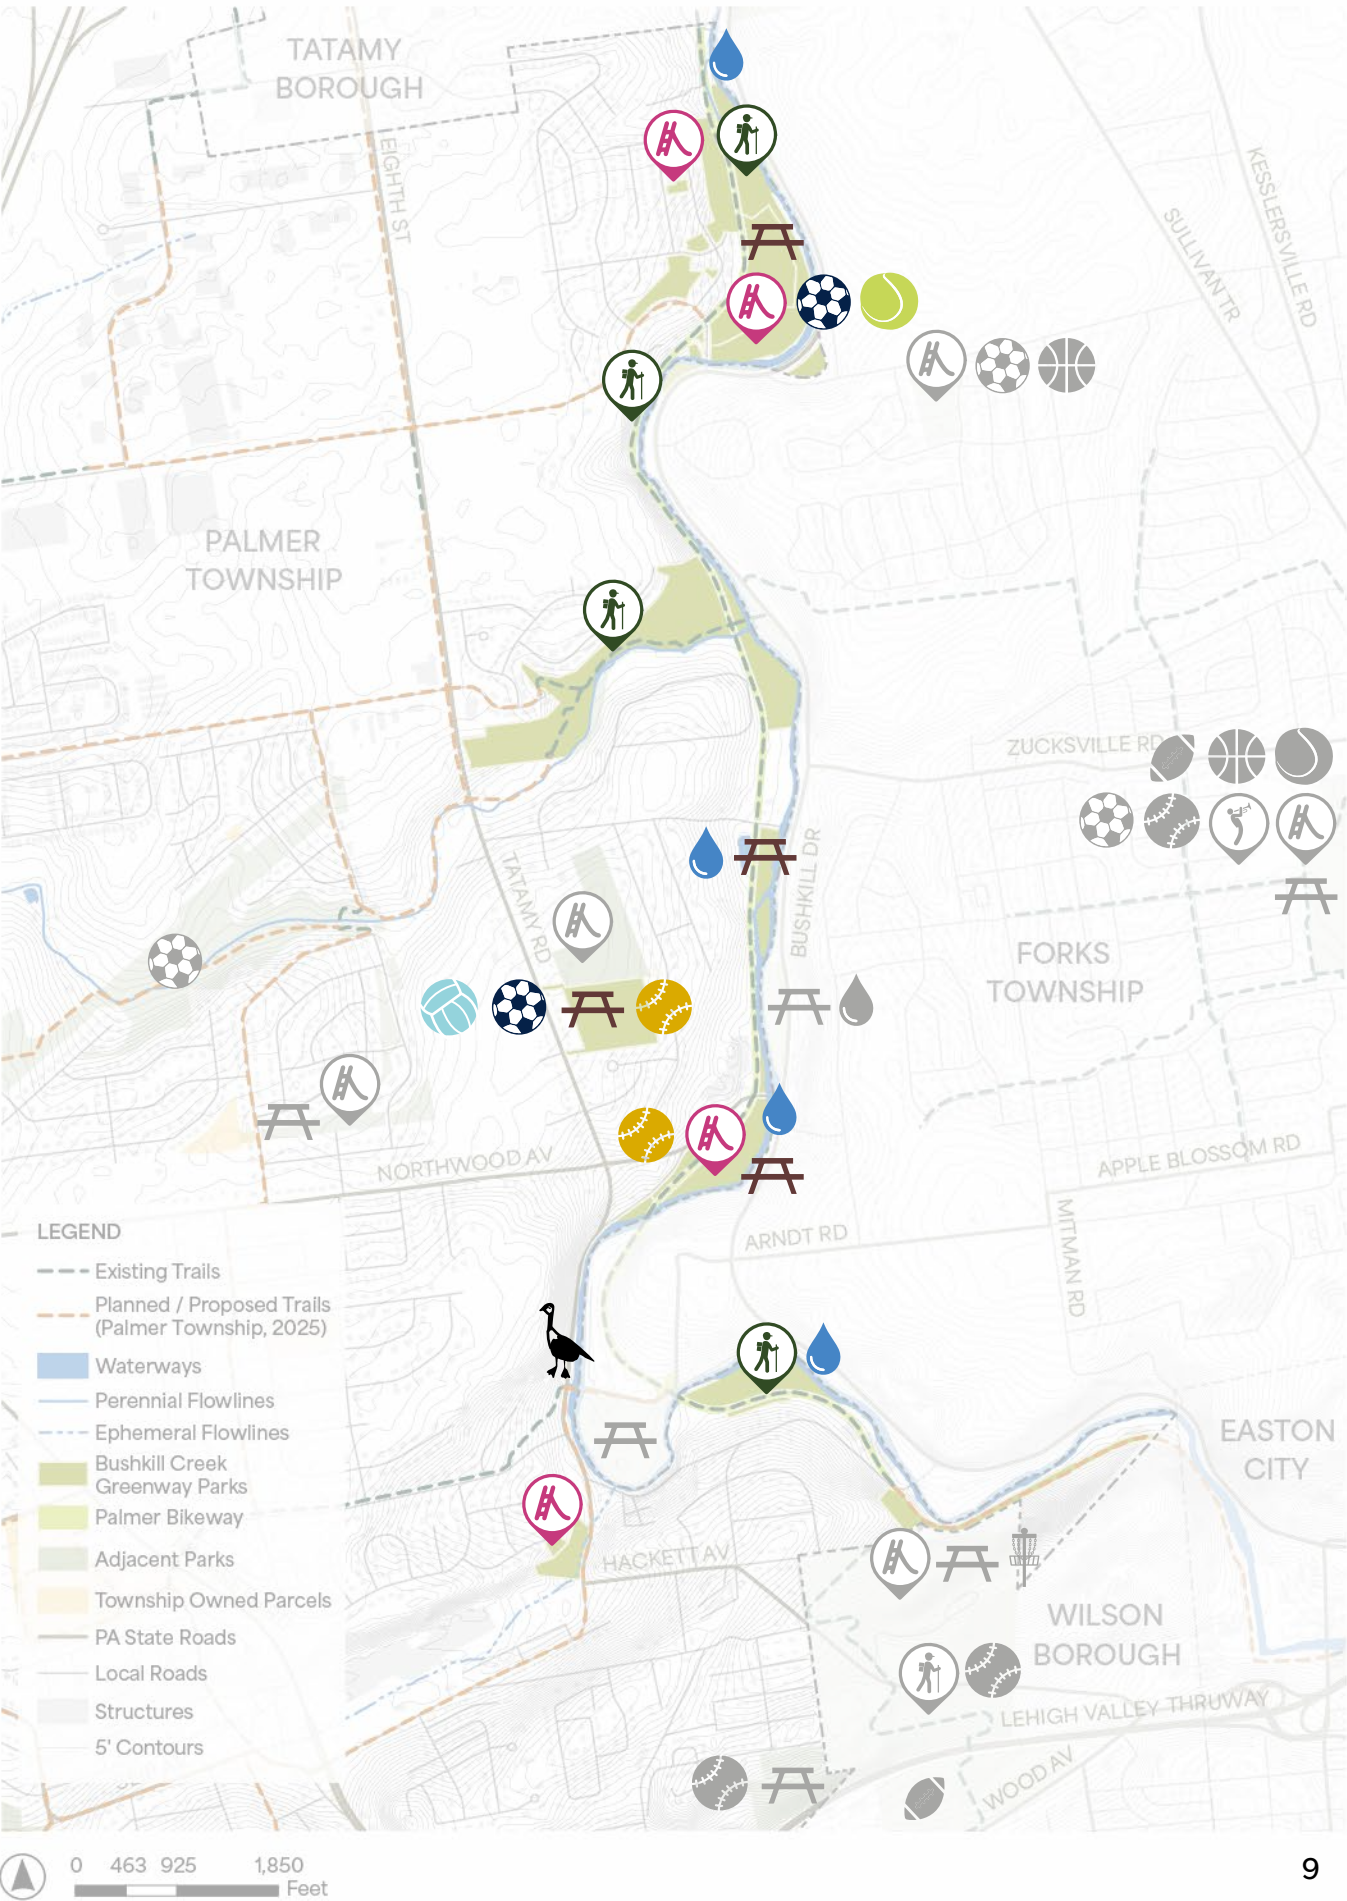 TATAMY
BOROUGH
EIGHTH ST
KESSLERSVILLE RD
SULLIVAN TR
PALMER
TOWNSHIP
ZUCKSVILLE RD
BUSHKILL DR
TATAMY RD
FORKS
TOWNSHIP
NORTHWOOD AV
APPLE BLOSSOM RD
MITMAN RD
ARNDT RD
LEGEND
Existing Trails
Planned / Proposed Trails
(Palmer Township, 2025)
Waterways
Perennial Flowlines
Ephemeral Flowlines
Bushkill Creek
Greenway Parks
Palmer Bikeway
Adjacent Parks
Township Owned Parcels
PA State Roads
Local Roads
Structures
5' Contours
EASTON
CITY
HACKETT AV
WILSON
BOROUGH
LEHIGH VALLEY THRUWAY
WOOD AV
0 463 925 1,850
Feet
9